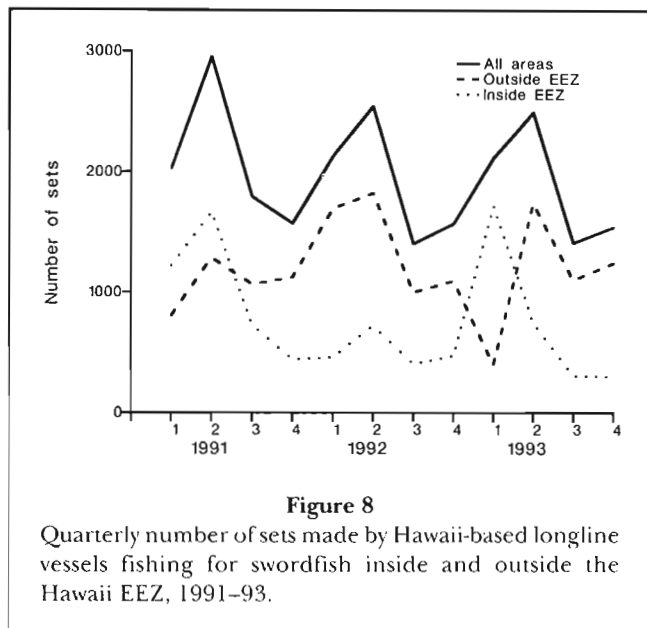 3000
2000
1000
0
Number of sets
All areas
Outside EEZ
Inside EEZ
1 2 3 4 1 2 3 4 1 2 3 4
1991 1992 1993
Figure 8
Quarterly number of sets made by Hawaii-based longline
vessels fishing for swordfish inside and outside the
Hawaii EEZ, 1991–93.